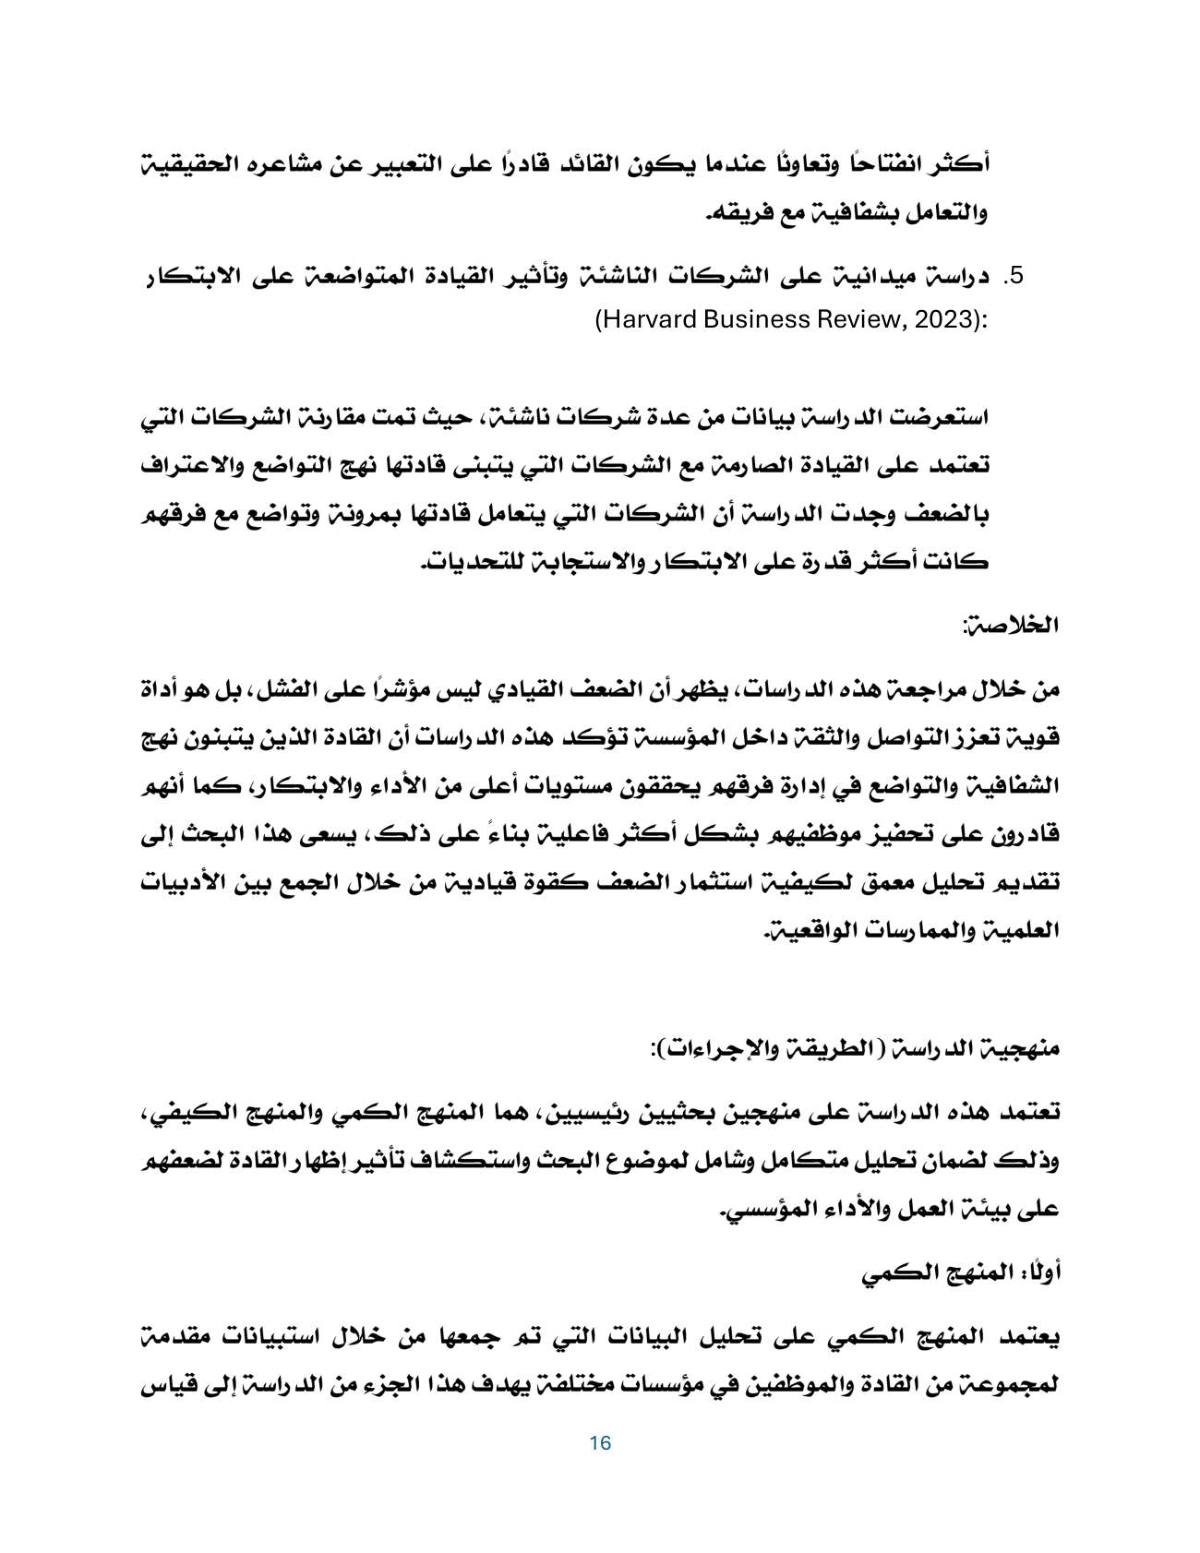 أكثر انفتاحًا وتعاونًا عندما يكون القائد قادرًا على التعبير عن مشاعره الحقيقية
والتعامل بشفافية مع فريقه.
5. دراسة ميدانية على الشركات الناشئة وتأثير القيادة المتواضعة على الابتكار
(Harvard Business Review, 2023):
استعرضت الدراسة بيانات من عدة شركات ناشئة، حيث تمت مقارنة الشركات التي
تعتمد على القيادة الصارمة مع الشركات التي يتبنى قادتها نهج التواضع والاعتراف
بالضعف وجدت الدراسة أن الشركات التي يتعامل قادتها بمرونة وتواضع مع فرقهم
كانت أكثر قدرة على الابتكار والاستجابة للتحديات.
الخلاصة:
من خلال مراجعة هذه الدراسات، يظهر أن الضعف القيادي ليس مؤشرًا على الفشل، بل هو أداة
قوية تعزز التواصل والثقة داخل المؤسسة تؤكد هذه الدراسات أن القادة الذين يتبنون نهج
الشفافية والتواضع في إدارة فرقهم يحققون مستويات أعلى من الأداء والابتكار، كما أنهم
قادرون على تحفيز موظفيهم بشكل أكثر فاعلية بناءً على ذلك، يسعى هذا البحث إلى
تقديم تحليل معمق لكيفية استثمار الضعف كقوة قيادية من خلال الجمع بين الأدبيات
العلمية والممارسات الواقعية.
منهجية الدراسة (الطريقة والإجراءات):
تعتمد هذه الدراسة على منهجين بحثيين رئيسيين، هما المنهج الكمي والمنهج الكيفي،
وذلك لضمان تحليل متكامل وشامل لموضوع البحث واستكشاف تأثير إظهار القادة لضعفهم
على بيئة العمل والأداء المؤسسي.
أولًا: المنهج الكمي
يعتمد المنهج الكمي على تحليل البيانات التي تم جمعها من خلال استبيانات مقدمة
لمجموعة من القادة والموظفين في مؤسسات مختلفة يهدف هذا الجزء من الدراسة إلى قياس
16